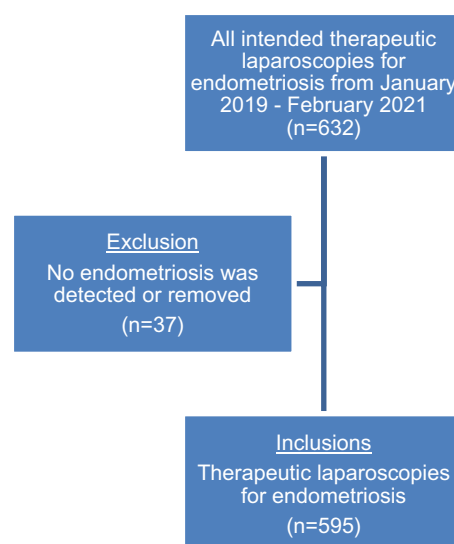 All intended therapeutic
laparoscopies for
endometriosis from January
2019 - February 2021
(n=632)
Exclusion
No endometriosis was
detected or removed
(n=37)
Inclusions
Therapeutic laparoscopies
for endometriosis
(n=595)